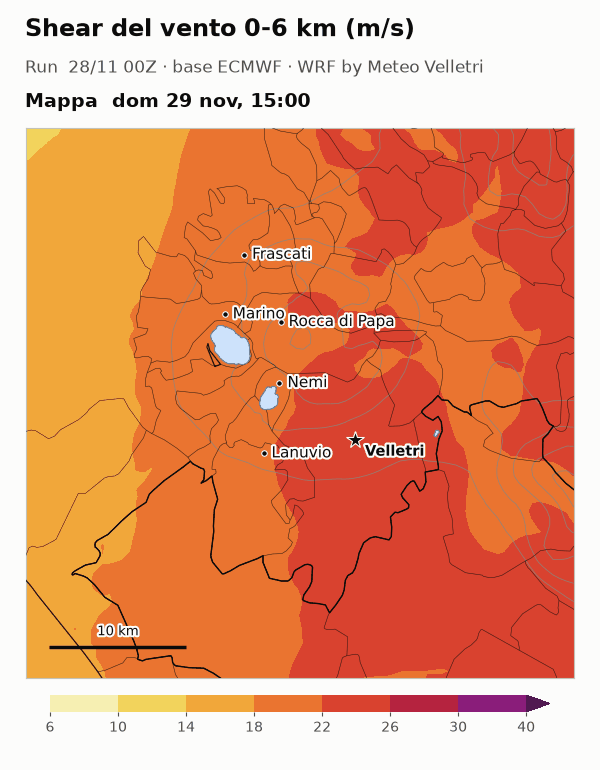 Shear del vento 0-6 km (m/s)
Run  28/11 00Z · base ECMWF · WRF by Meteo Velletri
Mappa  dom 29 nov, 15:00
Frascati
Marino
Rocca di Papa
Nemi
Velletri
Lanuvio
10 km
6 10 14 18 22 26 30 40